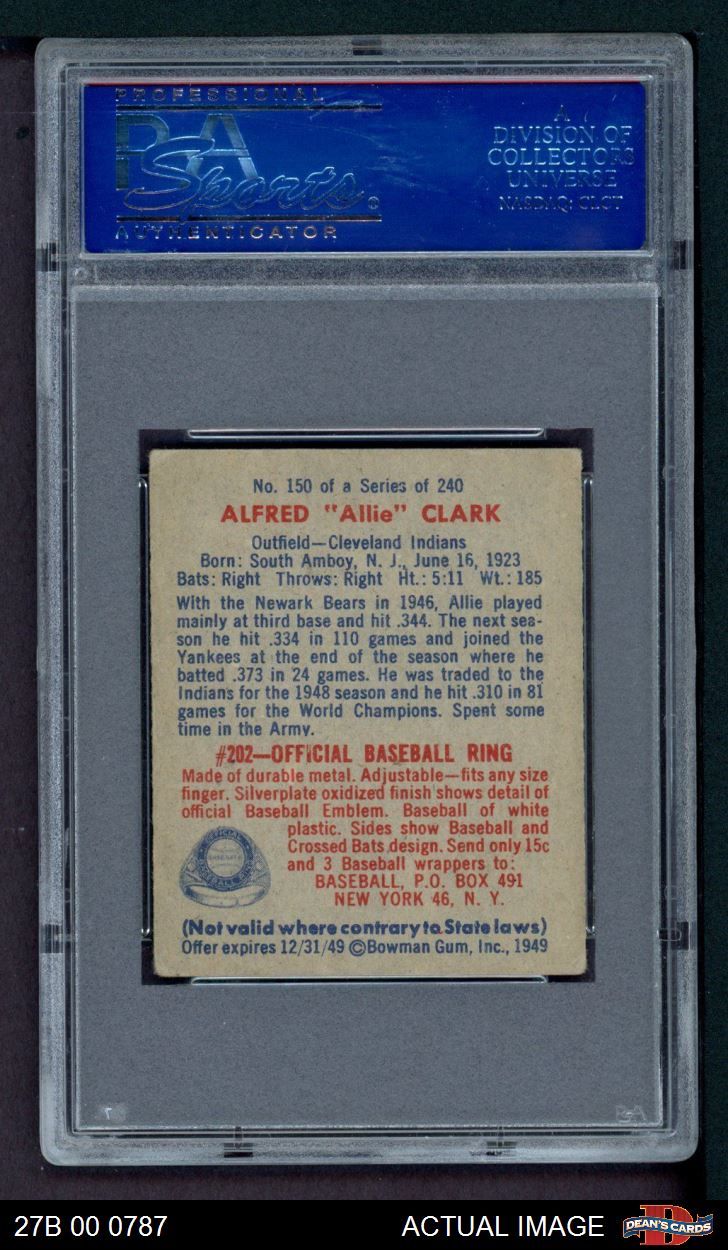 PROFESSIONAL
PSA
Sports ®
AUTHENTICATOR
A
DIVISION OF
COLLECTORS
UNIVERSE
NASDAQ: CLCT
No. 150 of a Series of 240
ALFRED "Allie" CLARK
Outfield—Cleveland Indians
Born: South Amboy, N. J., June 16, 1923
Bats: Right Throws: Right Ht.: 5:11 Wt.: 185
With the Newark Bears in 1946, Allie played
mainly at third base and hit .344. The next sea-
son he hit .334 in 110 games and joined the
Yankees at the end of the season where he
batted .373 in 24 games. He was traded to the
Indians for the 1948 season and he hit .310 in 81
games for the World Champions. Spent some
time in the Army.
#202—OFFICIAL BASEBALL RING
Made of durable metal. Adjustable—fits any size
finger. Silverplate oxidized finish shows detail of
official Baseball Emblem. Baseball of white
plastic. Sides show Baseball and
Crossed Bats design. Send only 15c
and 3 Baseball wrappers to:
BASEBALL, P.O. BOX 491
NEW YORK 46, N. Y.
OFFICIAL
(Not valid where contrary to State laws)
Offer expires 12/31/49 ©Bowman Gum, Inc., 1949
PSA
27B 00 0787
ACTUAL IMAGE
DEAN'S CARDS